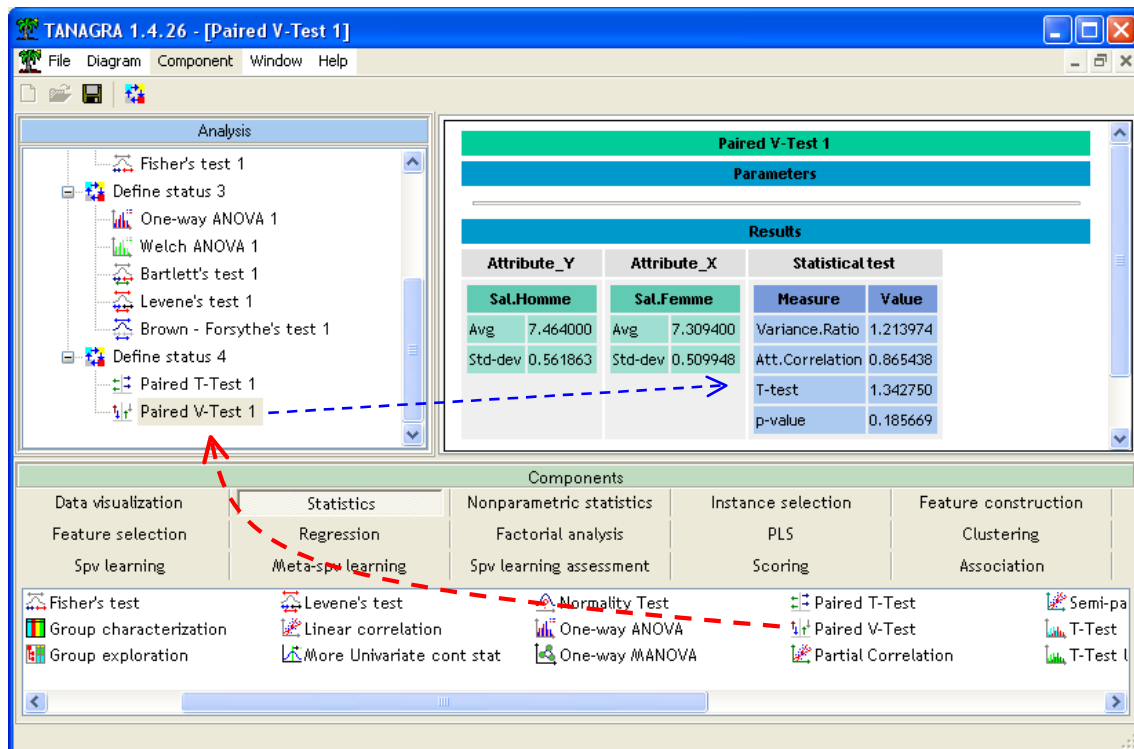 TANAGRA 1.4.26 - [Paired V-Test 1]
File Diagram Component Window Help
Analysis
Fisher's test 1
Define status 3
One-way ANOVA 1
Welch ANOVA 1
Bartlett's test 1
Levene's test 1
Brown - Forsythe's test 1
Define status 4
Paired T-Test 1
Paired V-Test 1
Paired V-Test 1
Parameters
Results
Attribute_Y Attribute_X Statistical test
Sal.Homme Sal.Femme Measure Value
Avg 7.464000 Avg 7.309400 Variance.Ratio 1.213974
Std-dev 0.561863 Std-dev 0.509948 Att.Correlation 0.865438
T-test 1.342750
p-value 0.185669
Components
Data visualization Statistics Nonparametric statistics Instance selection Feature construction
Feature selection Regression Factorial analysis PLS Clustering
Spv learning Meta-spv learning Spv learning assessment Scoring Association
Fisher's test Levene's test Normality Test Paired T-Test Semi-pa
Group characterization Linear correlation One-way ANOVA Paired V-Test T-Test
Group exploration More Univariate cont stat One-way MANOVA Partial Correlation T-Test